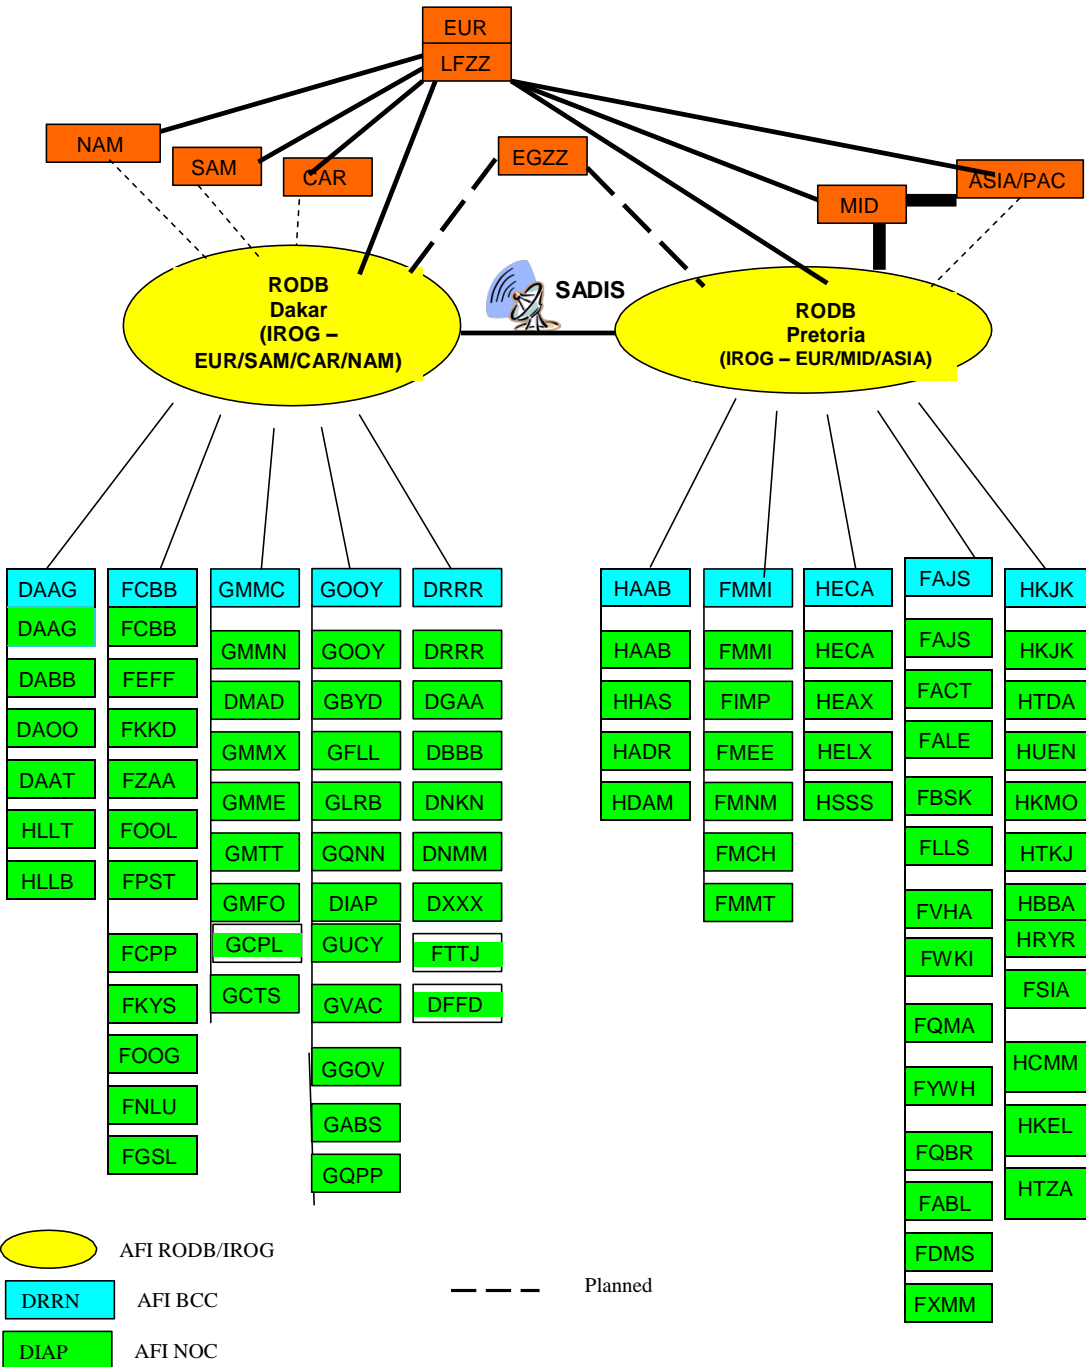 EUR
LFZZ
NAM
SAM
CAR
EGZZ
MID
ASIA/PAC
RODB
Dakar
(IROG –
EUR/SAM/CAR/NAM)
SADIS
RODB
Pretoria
(IROG – EUR/MID/ASIA)
DAAG
DAAG
DABB
DAOO
DAAT
HLLT
HLLB
FCBB
FCBB
FEFF
FKKD
FZAA
FOOL
FPST
FCPP
FKYS
FOOG
FNLU
FGSL
GMMC
GMMN
DMAD
GMMX
GMME
GMTT
GMFO
GCPL
GCTS
GOOY
GOOY
GBYD
GFLL
GLRB
GQNN
DIAP
GUCY
GVAC
GGOV
GABS
GQPP
DRRR
DRRR
DGAA
DBBB
DNKN
DNMM
DXXX
FTTJ
DFFD
HAAB
HAAB
HHAS
HADR
HDAM
FMMI
FMMI
FIMP
FMEE
FMNM
FMCH
FMMT
HECA
HECA
HEAX
HELX
HSSS
FAJS
FAJS
FACT
FALE
FBSK
FLLS
FVHA
FWKI
FQMA
FYWH
FQBR
FABL
FDMS
FXMM
HKJK
HKJK
HTDA
HUEN
HKMO
HTKJ
HBBA
HRYR
FSIA
HCMM
HKEL
HTZA
AFI RODB/IROG
DRRN AFI BCC
DIAP AFI NOC
Planned